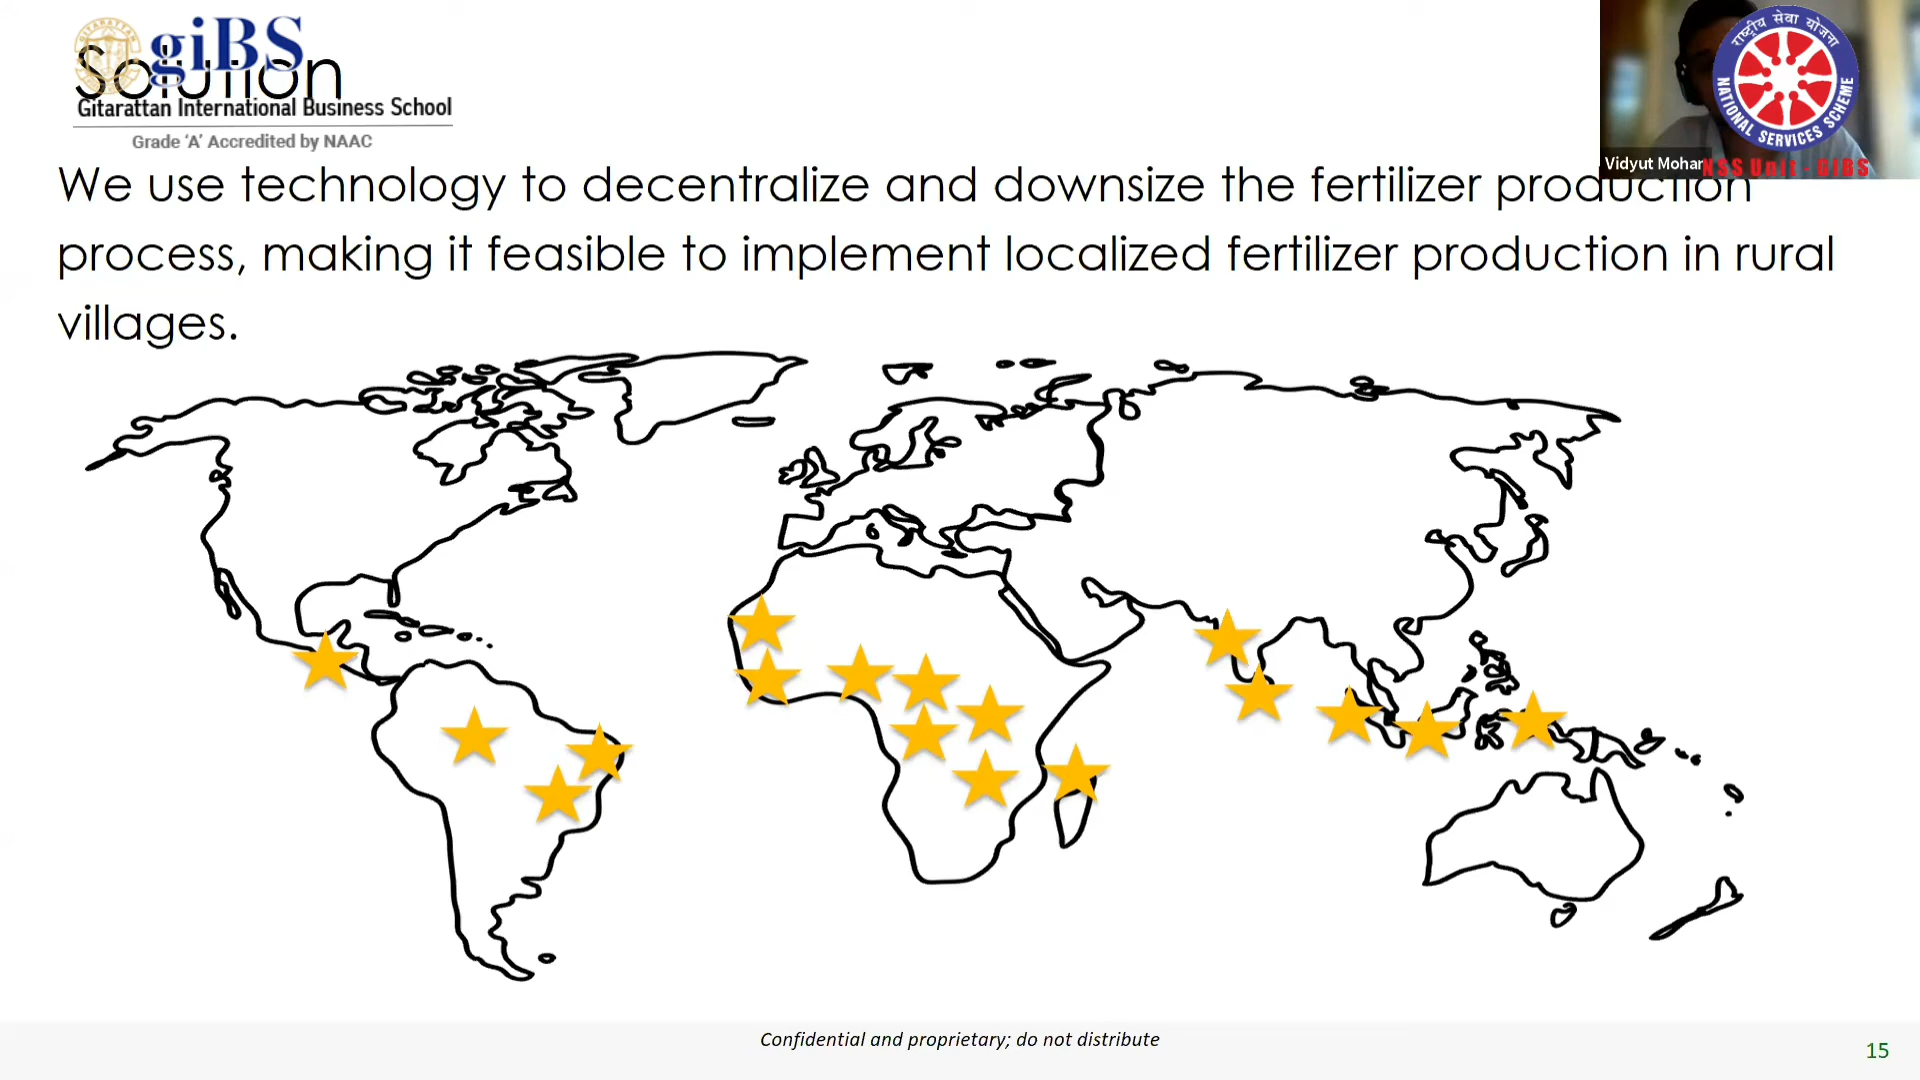 GITARATTAN
giBS
Solution
Gitarattan International Business School
Grade 'A' Accredited by NAAC
राष्ट्रीय सेवा योजना
NATIONAL SERVICES SCHEME
Vidyut Mohan
NSS Unit - GIBS
We use technology to decentralize and downsize the fertilizer production
process, making it feasible to implement localized fertilizer production in rural
villages.
Confidential and proprietary; do not distribute
15